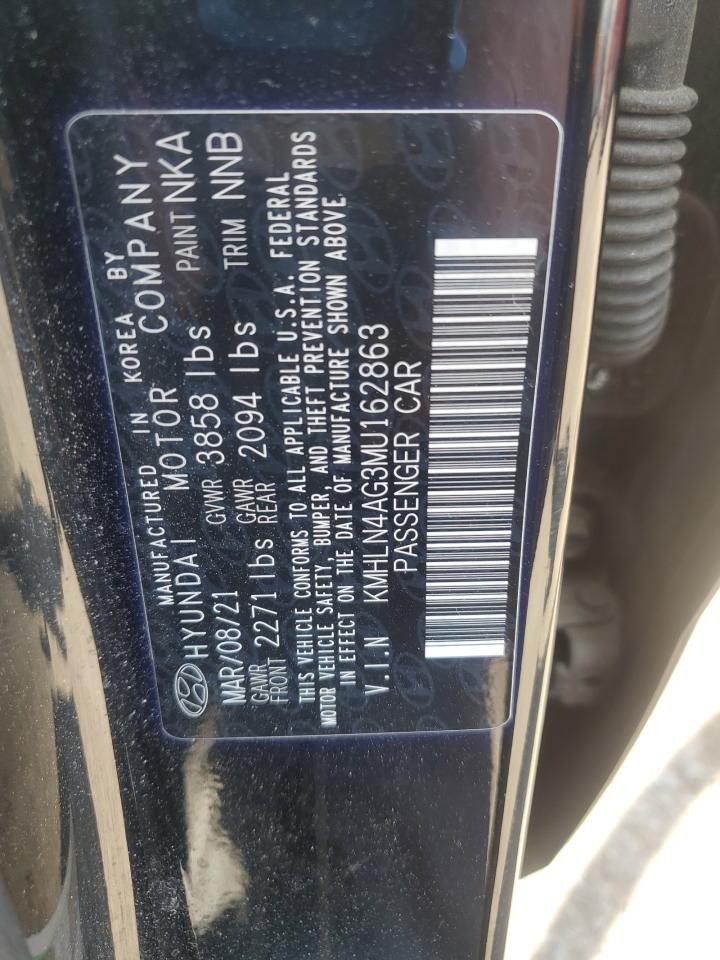 MANUFACTURED IN KOREA BY
HYUNDAI MOTOR COMPANY
MAR/08/21 GVWR 3858 lbs PAINT NKA
GAWR FRONT 2271 lbs GAWR REAR 2094 lbs TRIM NNB
THIS VEHICLE CONFORMS TO ALL APPLICABLE U.S.A. FEDERAL
MOTOR VEHICLE SAFETY, BUMPER, AND THEFT PREVENTION STANDARDS
IN EFFECT ON THE DATE OF MANUFACTURE SHOWN ABOVE.
V.I.N KMHLN4AG3MU162863
PASSENGER CAR